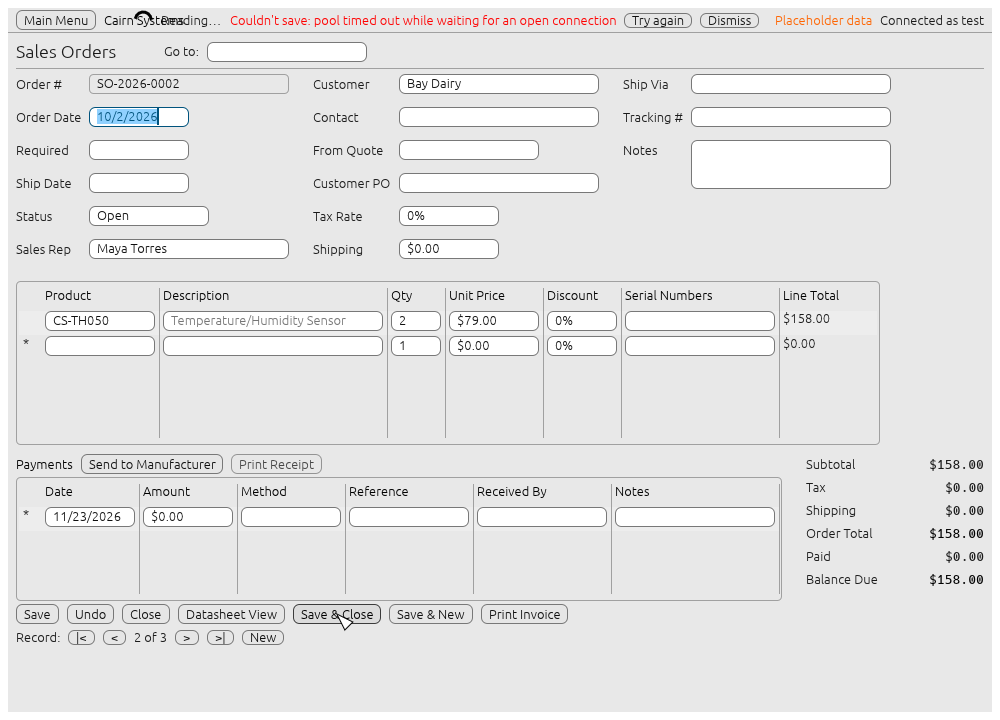 Main Menu Cairn Systems Reading… Couldn't save: pool timed out while waiting for an open connection Try again Dismiss Placeholder data Connected as test
Sales Orders Go to:
Order # SO-2026-0002 Customer Bay Dairy Ship Via
Order Date 10/2/2026 Contact Tracking #
Required From Quote Notes
Ship Date Customer PO
Status Open Tax Rate 0%
Sales Rep Maya Torres Shipping $0.00
Product Description Qty Unit Price Discount Serial Numbers Line Total
CS-TH050 Temperature/Humidity Sensor 2 $79.00 0% $158.00
* 1 $0.00 0% $0.00
Payments Send to Manufacturer Print Receipt
Date Amount Method Reference Received By Notes
* 11/23/2026 $0.00
Subtotal $158.00
Tax $0.00
Shipping $0.00
Order Total $158.00
Paid $0.00
Balance Due $158.00
Save Undo Close Datasheet View Save & Close Save & New Print Invoice
Record: |< < 2 of 3 > >| New